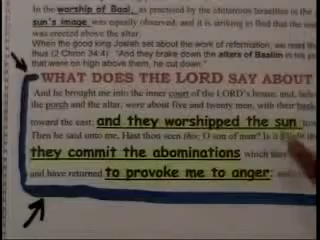 In the worship of Baal, as practised by the idolatrous Israelites
sun's image was equally observed, and it is striking to find that the
was erected above the altar.
When the good king Josiah set about the work of reformation, we read
thus (2 Chron 34:4) "And they brake down the altars of Baalim in his
that were on high above them, he cut down."
WHAT DOES THE LORD SAY ABOUT
And he brought me into the inner court of the LORD's house, and, behold
the porch and the altar, were about five and twenty men, with their
toward the east; and they worshipped the sun
Then he said unto me, Hast thou seen this, O son of man? Is it
they commit the abominations which they
and have returned to provoke me to anger: